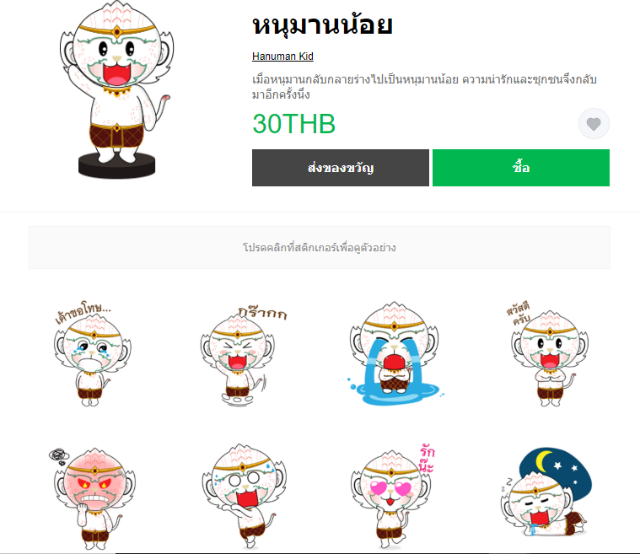 หนุมานน้อย
Hanuman Kid
เมื่อหนุมานกลับกลายร่างไปเป็นหนุมานน้อย ความน่ารักและซุกซนจึงกลับ
มาอีกครั้งนึ่ง
30THB
ส่งของขวัญ
ซื้อ
โปรดคลิกที่สติกเกอร์เพื่อดูตัวอย่าง
เค้าขอโทษ...
กร๊ากก
สวัสดี
ครับ
รัก
น๊ะ
z z